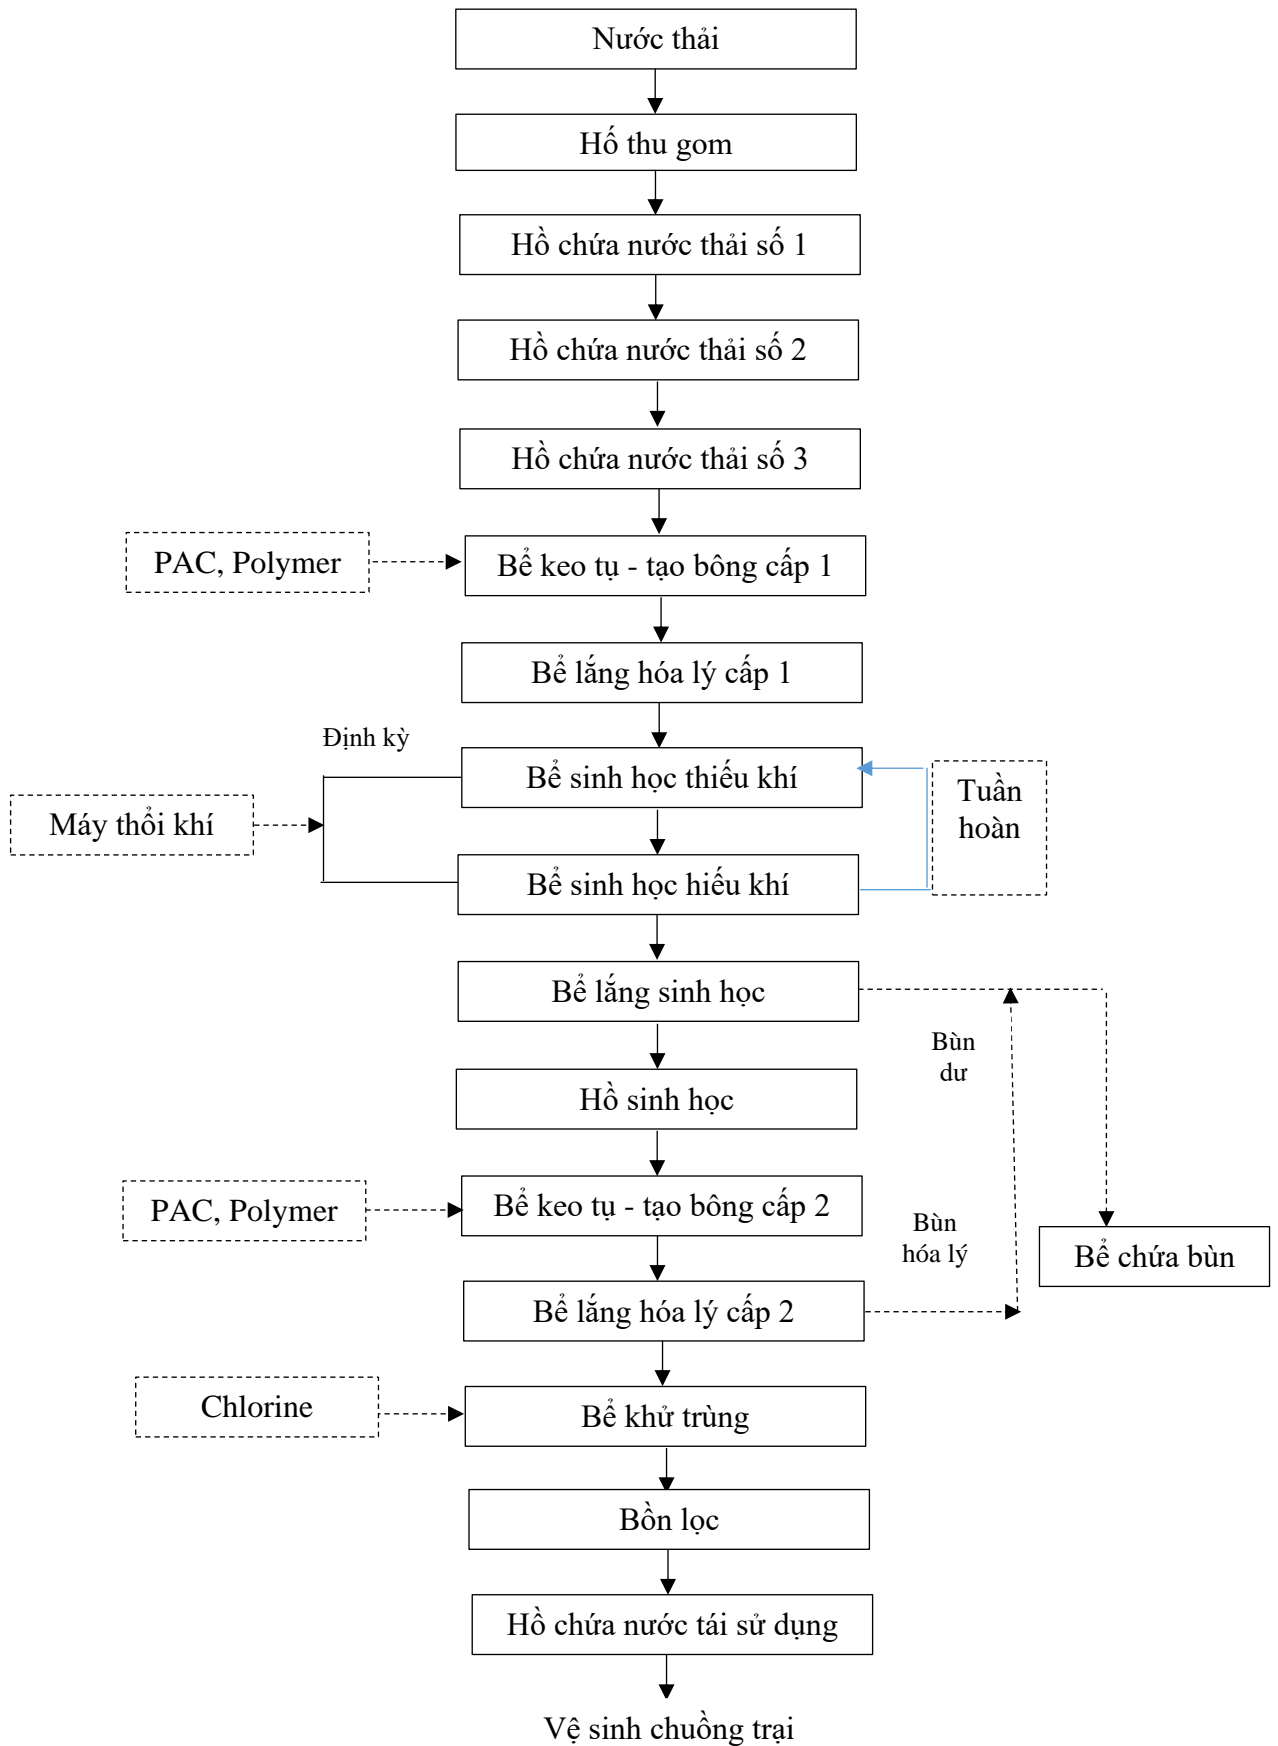 Nước thải
Hố thu gom
Hồ chứa nước thải số 1
Hồ chứa nước thải số 2
Hồ chứa nước thải số 3
PAC, Polymer
Bể keo tụ - tạo bông cấp 1
Bể lắng hóa lý cấp 1
Định kỳ
Bể sinh học thiếu khí
Tuần
hoàn
Máy thổi khí
Bể sinh học hiếu khí
Bể lắng sinh học
Bùn
dư
Hồ sinh học
PAC, Polymer
Bể keo tụ - tạo bông cấp 2
Bùn
hóa lý
Bể chứa bùn
Bể lắng hóa lý cấp 2
Chlorine
Bể khử trùng
Bồn lọc
Hồ chứa nước tái sử dụng
Vệ sinh chuồng trại